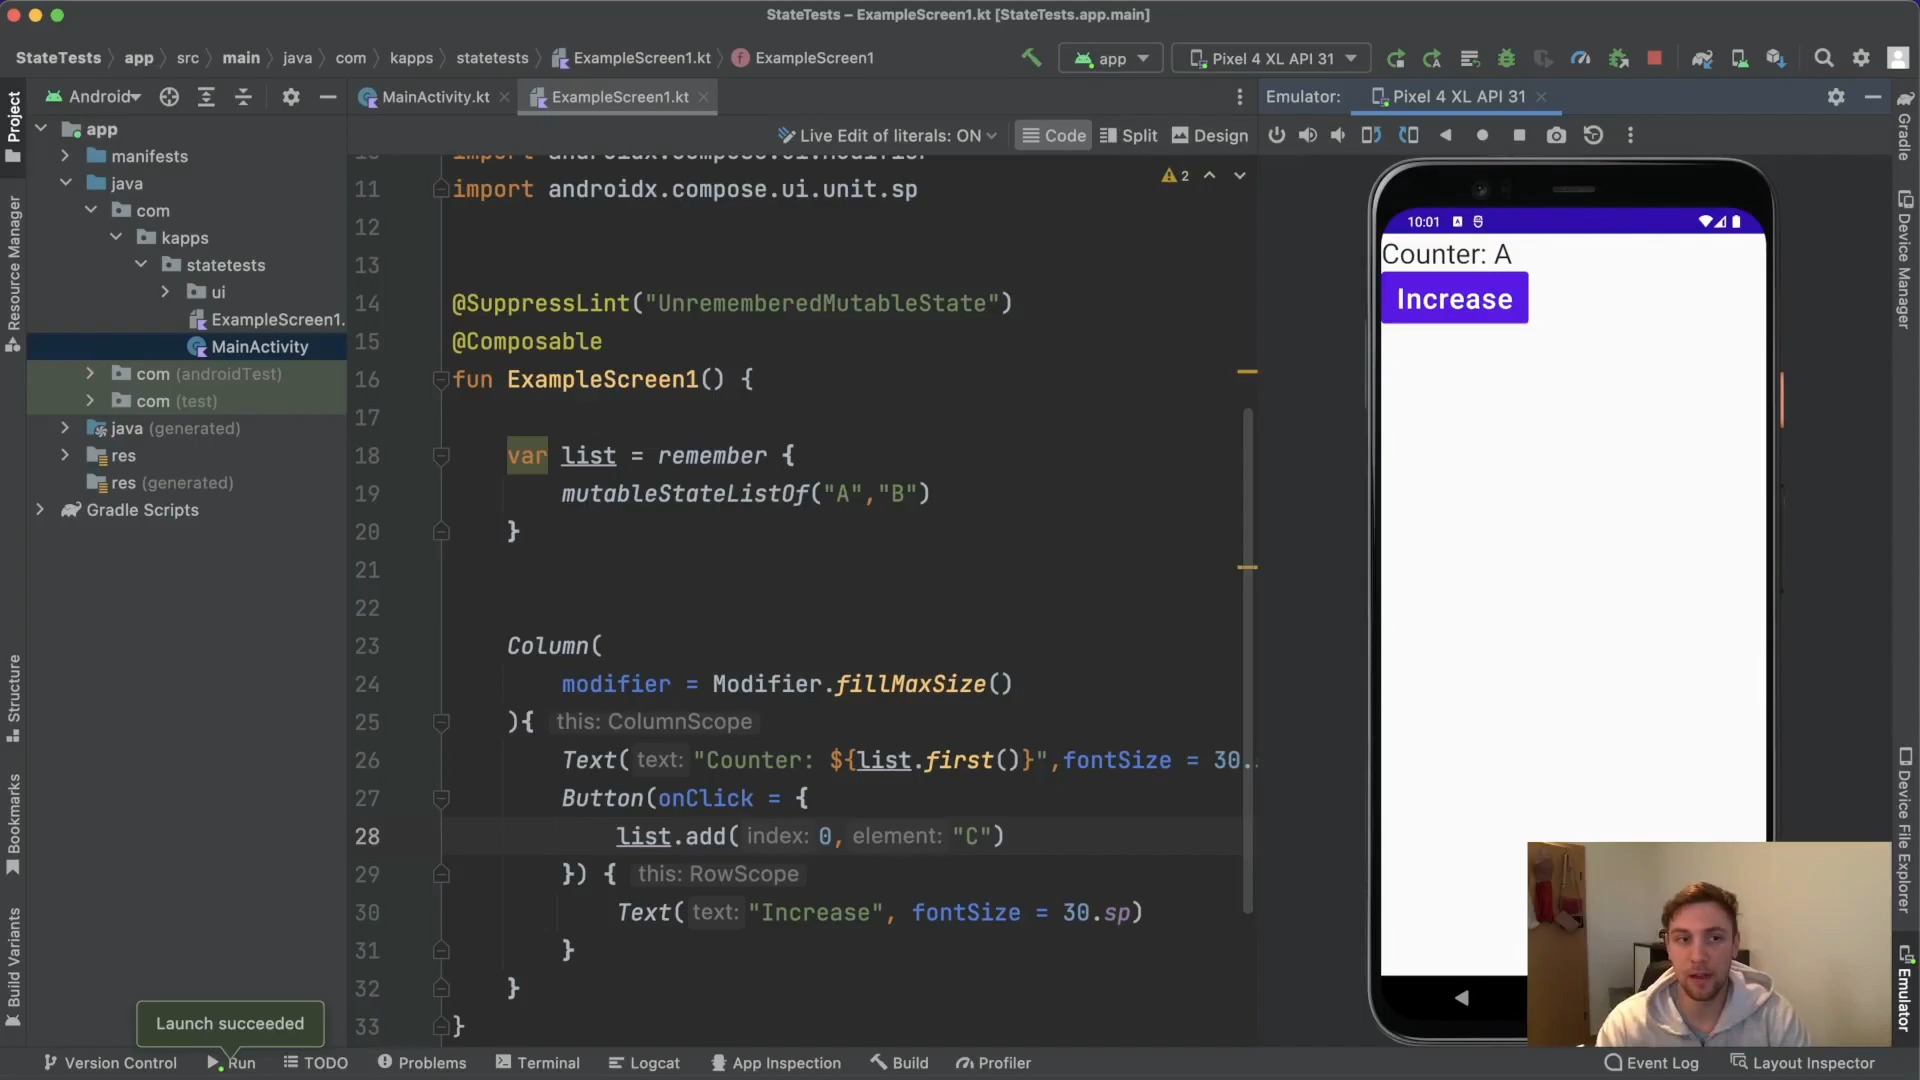 StateTests – ExampleScreen1.kt [StateTests.app.main]
StateTests app src main java com kapps statetests ExampleScreen1.kt ExampleScreen1
app Pixel 4 XL API 31
Android
MainActivity.kt ExampleScreen1.kt
Emulator: Pixel 4 XL API 31
Live Edit of literals: ON Code Split Design
Project
Resource Manager
Structure
Bookmarks
Build Variants
app
manifests
java
com
kapps
statetests
ui
ExampleScreen1.
MainActivity
com (androidTest)
com (test)
java (generated)
res
res (generated)
Gradle Scripts
2
11 import androidx.compose.ui.unit.sp
12
13
14 @SuppressLint("UnrememberedMutableState")
15 @Composable
16 fun ExampleScreen1() {
17
18 var list = remember {
19 mutableStateListOf("A","B")
20 }
21
22
23 Column(
24 modifier = Modifier.fillMaxSize()
25 ){ this: ColumnScope
26 Text( text: "Counter: ${list.first()}",fontSize = 30.
27 Button(onClick = {
28 list.add( index: 0, element: "C")
29 }) { this: RowScope
30 Text( text: "Increase", fontSize = 30.sp)
31 }
32 }
33 }
10:01
Counter: A
Increase
Gradle
Device Manager
Device File Explorer
Emulator
Launch succeeded
Version Control Run TODO Problems Terminal Logcat App Inspection Build Profiler Event Log Layout Inspector